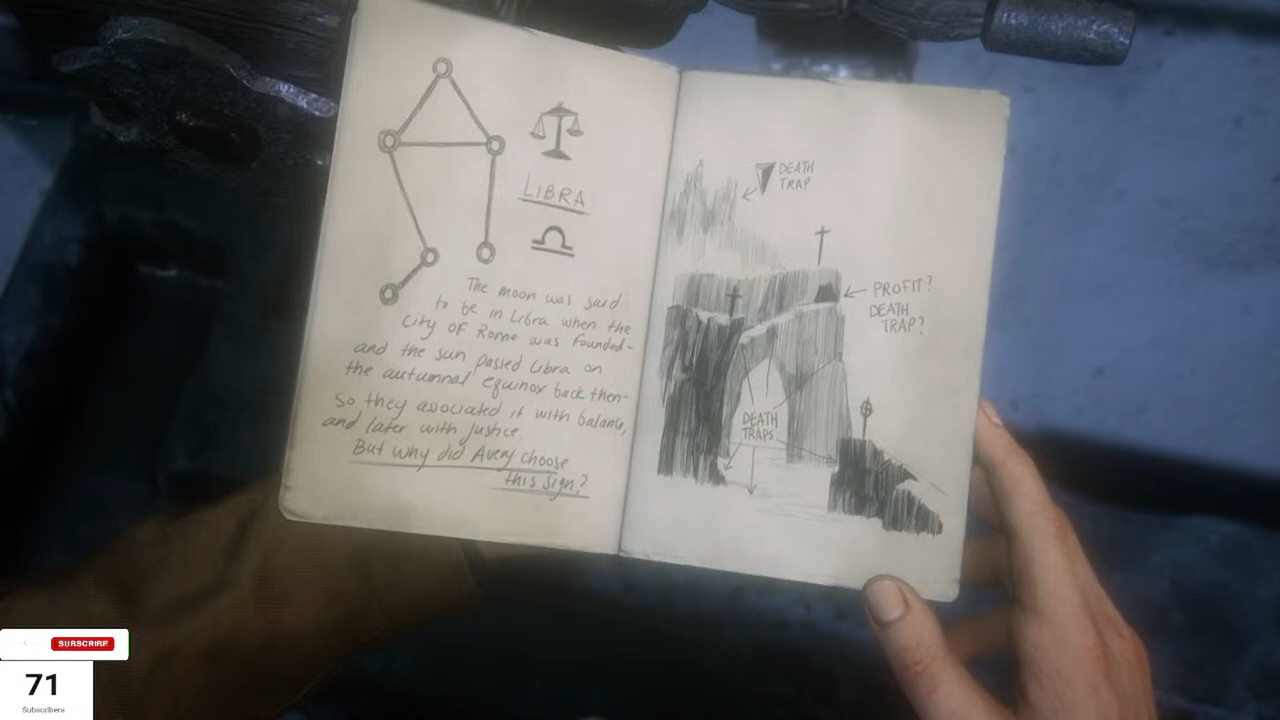 LIBRA
The moon was said
to be in Libra when the
City of Rome was founded-
and the sun passed Libra on
the autumnal equinox back then-
So they associated it with balance,
and later with justice
But why did Avery choose
this sign?
DEATH
TRAP
PROFIT?
DEATH
TRAP?
DEATH
TRAPS
SUBSCRIBE
71
Subscribers